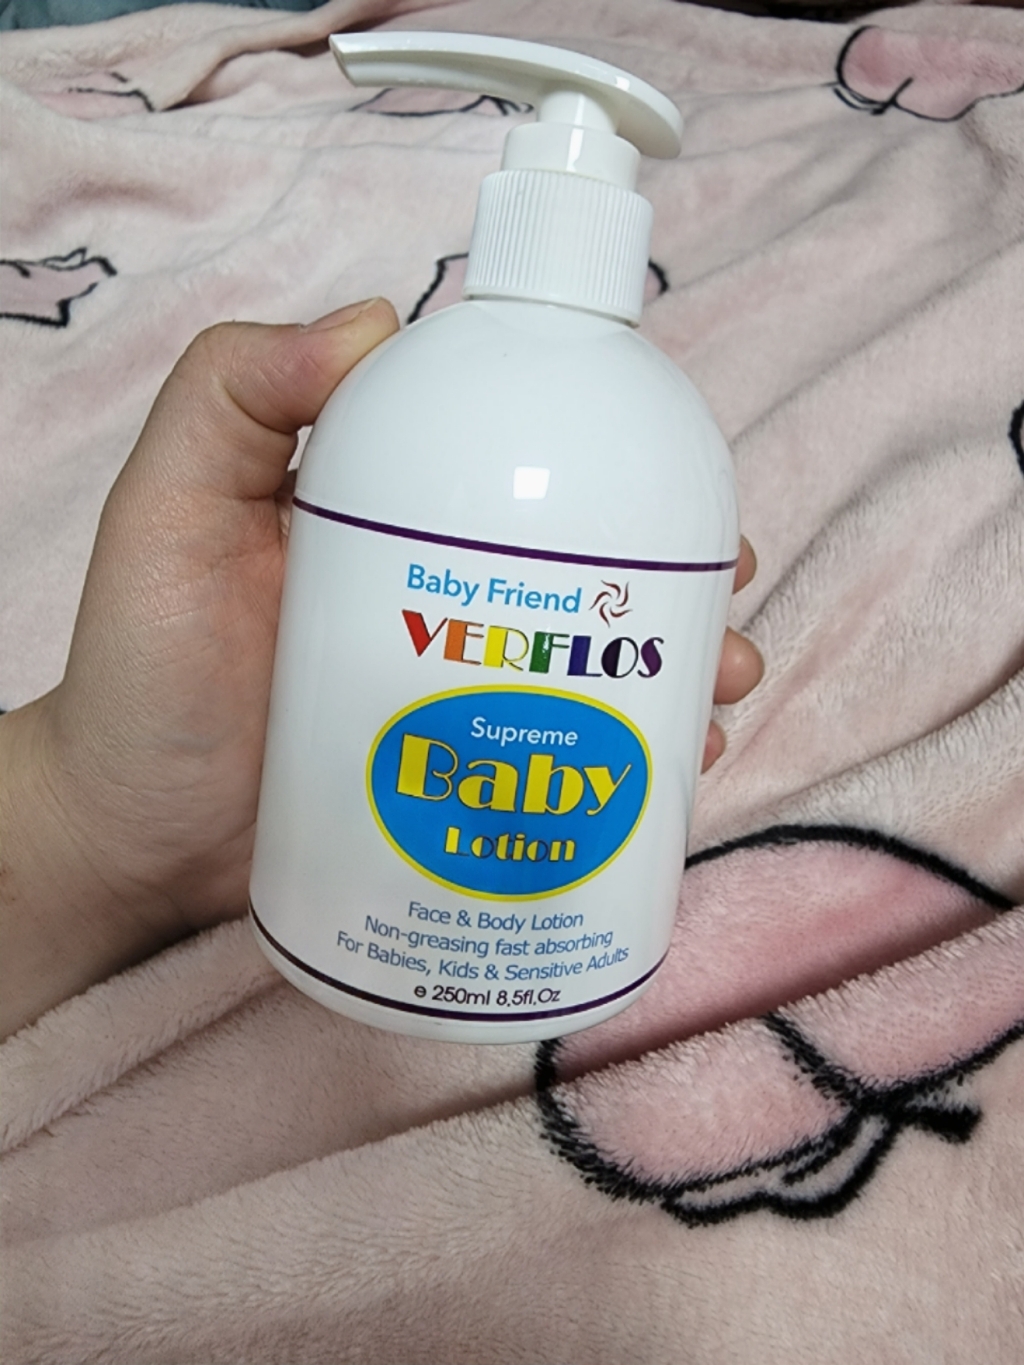 Baby Friend
VERFLOS
Supreme
Baby
Lotion
Face & Body Lotion
Non-greasing fast absorbing
For Babies, Kids & Sensitive Adults
℮ 250ml 8.5fl.Oz